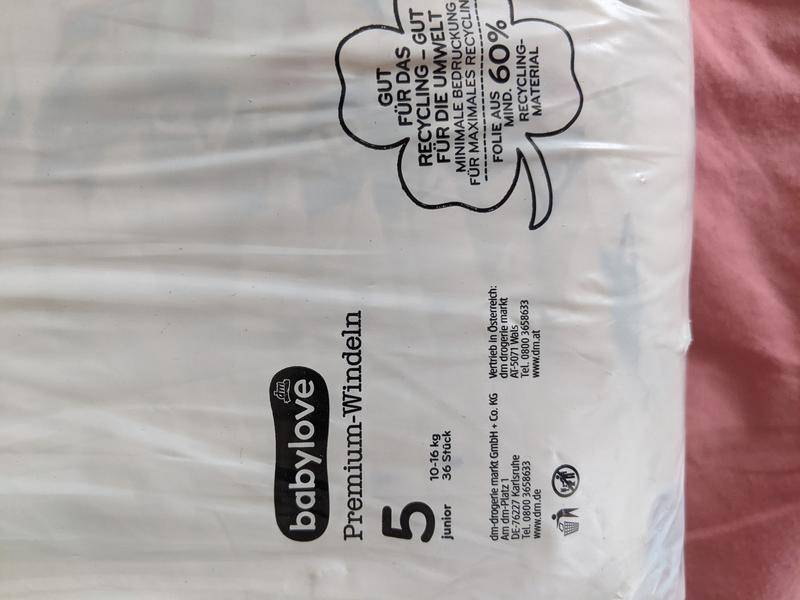 GUT
FÜR DAS
RECYCLING – GUT
FÜR DIE UMWELT
MINIMALE BEDRUCKUNG
FÜR MAXIMALES RECYCLING
FOLIE AUS
MIND. 60%
RECYCLING-
MATERIAL
dm
babylove
Premium-Windeln
5
junior
10-16 kg
36 Stück
dm-drogerie markt GmbH + Co. KG
Am dm-Platz 1
DE-76227 Karlsruhe
Tel. 0800 3658633
www.dm.de
Vertrieb in Österreich:
dm drogerie markt
AT-5071 Wals
Tel. 0800 3658633
www.dm.at